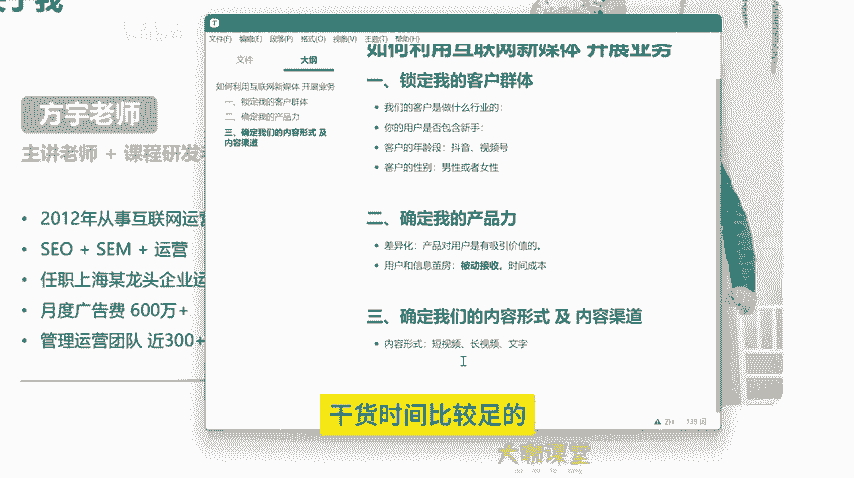 方宇老师
主讲老师 + 课程研发
2012年从事互联网运营
SEO + SEM + 运营
任职上海某龙头企业运
月度广告费 600万+
管理运营团队 近300+
T
文件(F) 编辑(E) 段落(P) 格式(O) 视图(V) 主题(T) 帮助(H)
文件 大纲
如何利用互联网新媒体 开展业务
一、锁定我的客户群体
二、确定我的产品力
三、确定我们的内容形式 及
内容渠道
如何利用互联网新媒体 开展业务
一、锁定我的客户群体
我们的客户是做什么行业的：
你的用户是否包含新手：
客户的年龄段：抖音、视频号
客户的性别：男性或者女性
二、确定我的产品力
差异化：产品对用户是有吸引价值的。
用户和信息茧房：被动接收。时间成本
三、确定我们的内容形式 及 内容渠道
内容形式：短视频、长视频、文字
干货时间比较足的
大鹏课堂